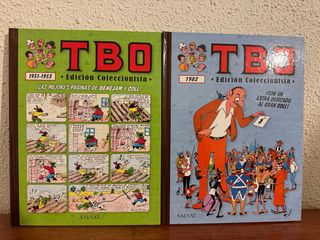 TBO
· Edición Coleccionista ·
1951-1953
¡LAS MEJORES PÁGINAS DE BENEJAM Y COLL!
SALVAT
TBO
· Edición Coleccionista ·
1982
¡CON UN
EXTRA DEDICADO
AL GRAN COLL!
SALVAT